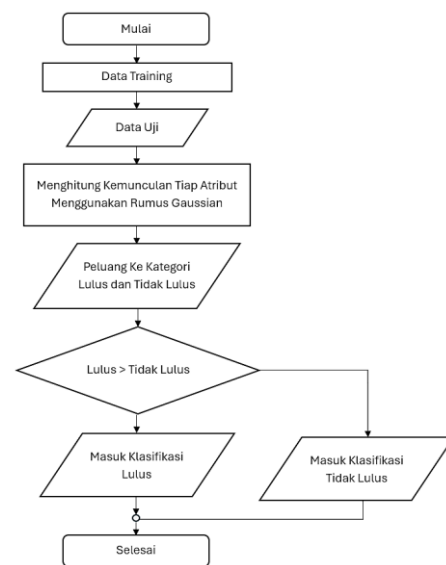 Mulai
Data Training
Data Uji
Menghitung Kemunculan Tiap Atribut
Menggunakan Rumus Gaussian
Peluang Ke Kategori
Lulus dan Tidak Lulus
Lulus > Tidak Lulus
Masuk Klasifikasi
Lulus
Masuk Klasifikasi
Tidak Lulus
Selesai